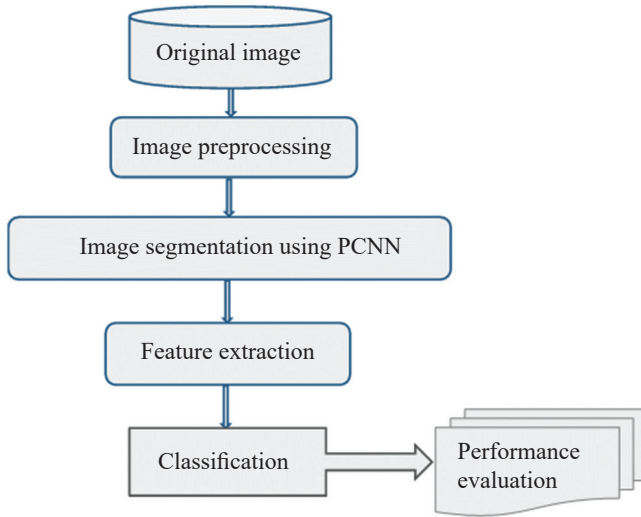 Original image
Image preprocessing
Image segmentation using PCNN
Feature extraction
Classification
Performance
evaluation